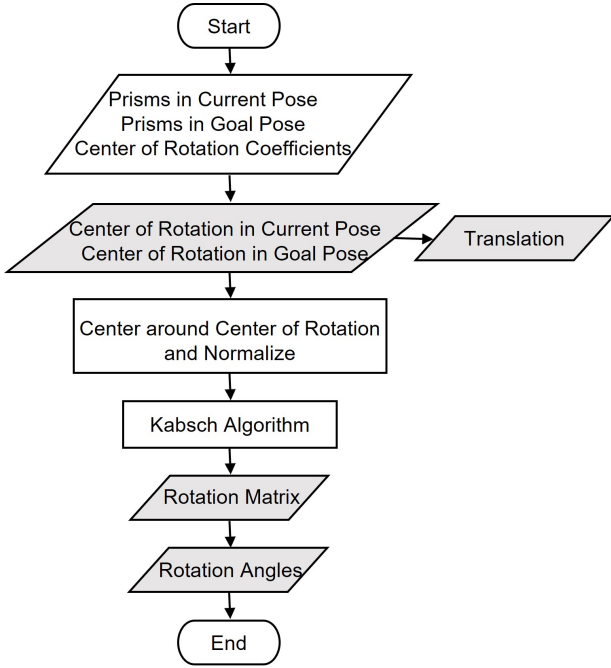 Start
Prisms in Current Pose
Prisms in Goal Pose
Center of Rotation Coefficients
Center of Rotation in Current Pose
Center of Rotation in Goal Pose
Translation
Center around Center of Rotation
and Normalize
Kabsch Algorithm
Rotation Matrix
Rotation Angles
End